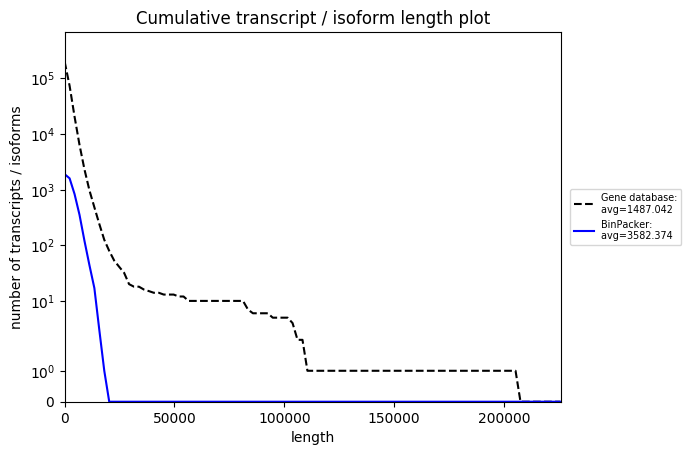 Cumulative transcript / isoform length plot
number of transcripts / isoforms
10⁵
10⁴
10³
10²
10¹
10⁰
0
0 50000 100000 150000 200000
length
Gene database:
avg=1487.042
BinPacker:
avg=3582.374